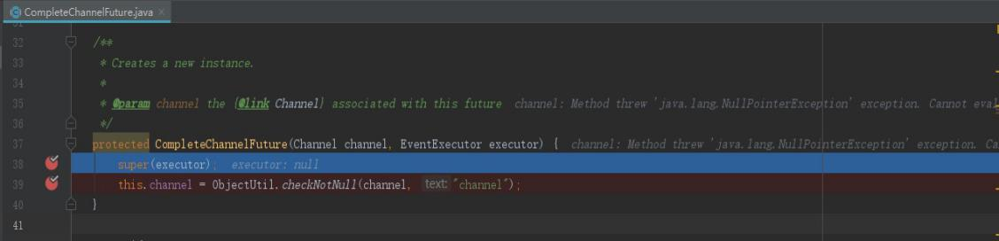 CompleteChannelFuture.java
32 /**
33 * Creates a new instance.
34 *
35 * @param channel the {@link Channel} associated with this future channel: Method threw 'java.lang.NullPointerException' exception. Cannot eval
36 */
37 protected CompleteChannelFuture(Channel channel, EventExecutor executor) { channel: Method threw 'java.lang.NullPointerException' exception. Ca
38 super(executor); executor: null
39 this.channel = ObjectUtil.checkNotNull(channel, text: "channel");
40 }
41